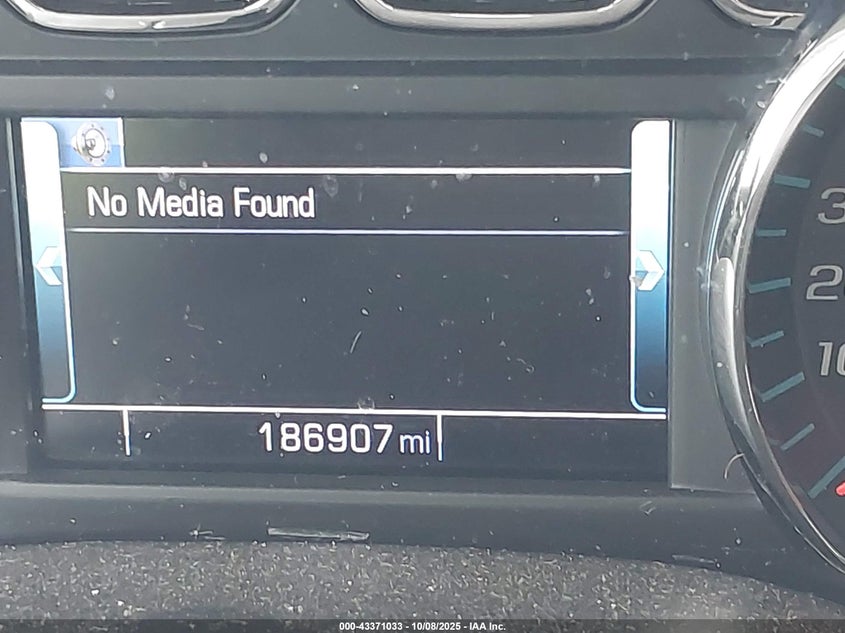 No Media Found
186907 mi
000-43371033 - 10/08/2025 - IAA Inc.